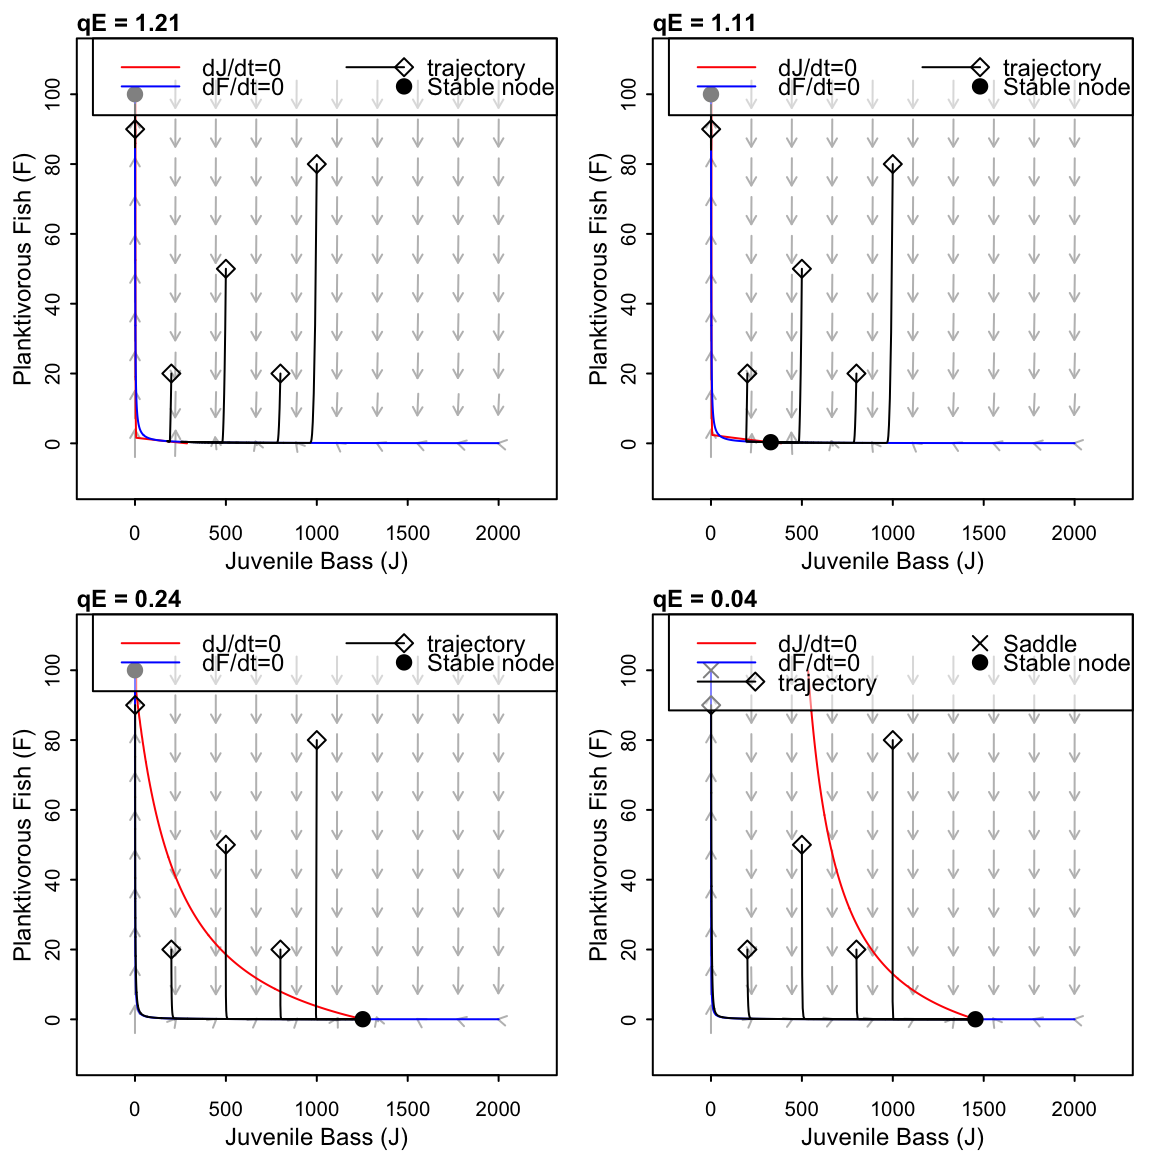 qE = 1.21
dJ/dt=0
dF/dt=0
trajectory
Stable node
Planktivorous Fish (F)
100
80
60
40
20
0
0 500 1000 1500 2000
Juvenile Bass (J)
qE = 1.11
dJ/dt=0
dF/dt=0
trajectory
Stable node
Planktivorous Fish (F)
100
80
60
40
20
0
0 500 1000 1500 2000
Juvenile Bass (J)
qE = 0.24
dJ/dt=0
dF/dt=0
trajectory
Stable node
Planktivorous Fish (F)
100
80
60
40
20
0
0 500 1000 1500 2000
Juvenile Bass (J)
qE = 0.04
dJ/dt=0
dF/dt=0
trajectory
Saddle
Stable node
Planktivorous Fish (F)
100
80
60
40
20
0
0 500 1000 1500 2000
Juvenile Bass (J)